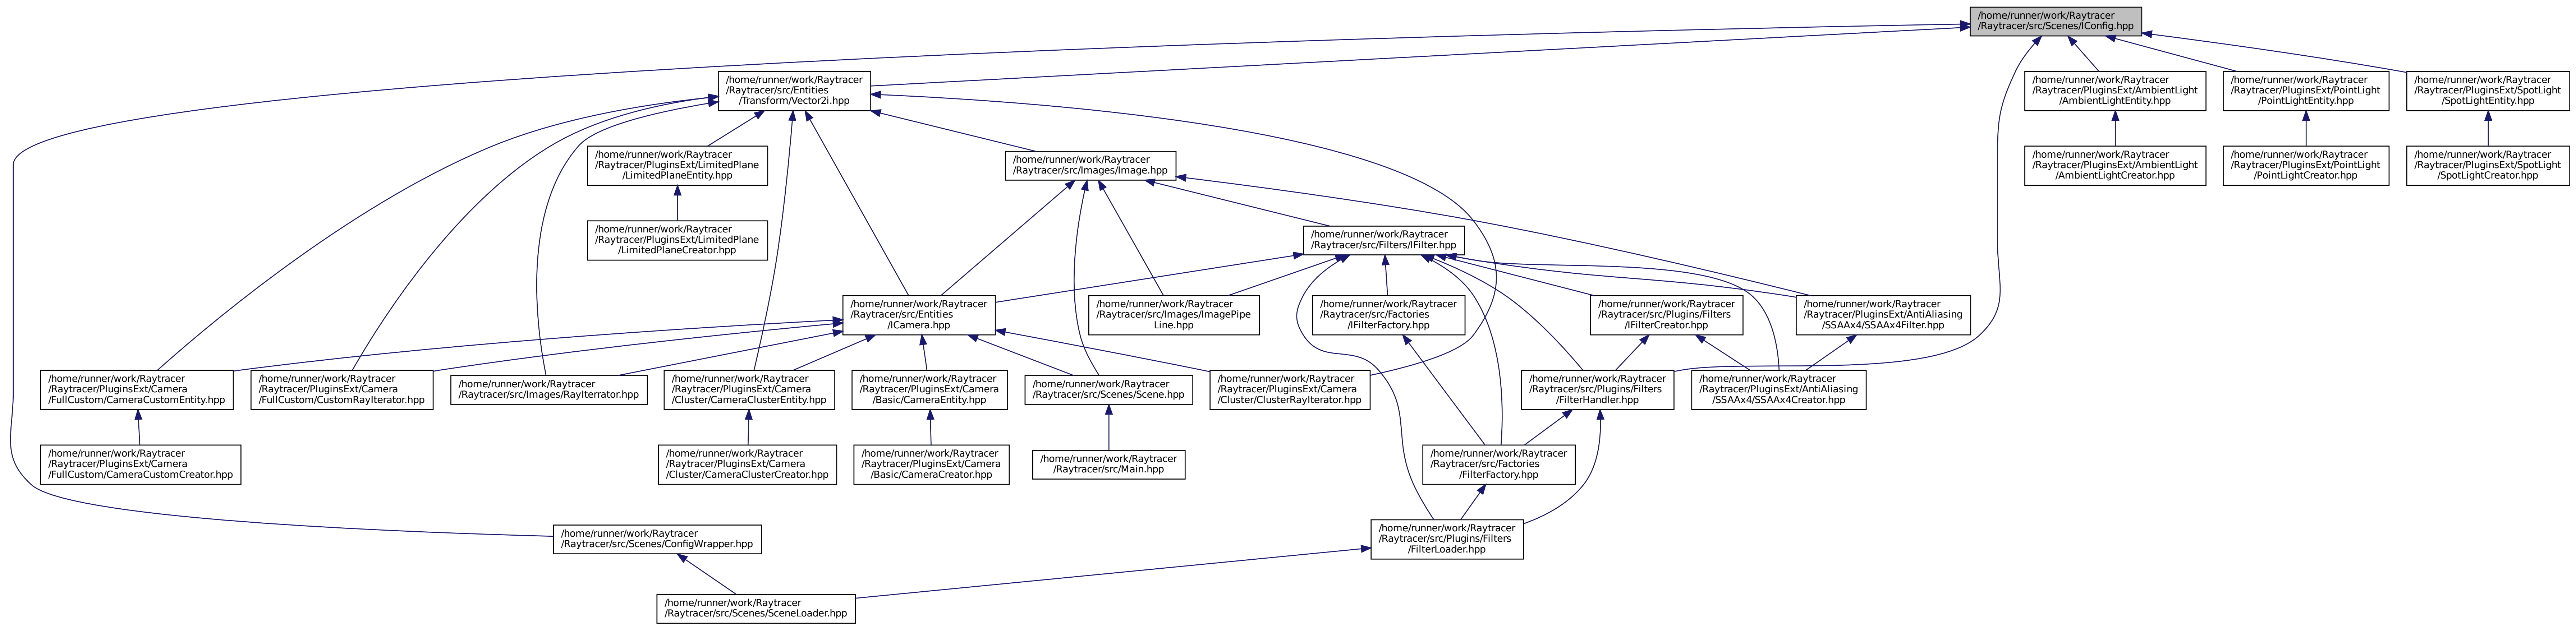 /home/runner/work/Raytracer
/Raytracer/src/Scenes/IConfig.hpp
/home/runner/work/Raytracer
/Raytracer/src/Entities
/Transform/Vector2i.hpp
/home/runner/work/Raytracer
/Raytracer/PluginsExt/AmbientLight
/AmbientLightEntity.hpp
/home/runner/work/Raytracer
/Raytracer/PluginsExt/PointLight
/PointLightEntity.hpp
/home/runner/work/Raytracer
/Raytracer/PluginsExt/SpotLight
/SpotLightEntity.hpp
/home/runner/work/Raytracer
/Raytracer/PluginsExt/LimitedPlane
/LimitedPlaneEntity.hpp
/home/runner/work/Raytracer
/Raytracer/src/Images/Image.hpp
/home/runner/work/Raytracer
/Raytracer/PluginsExt/AmbientLight
/AmbientLightCreator.hpp
/home/runner/work/Raytracer
/Raytracer/PluginsExt/PointLight
/PointLightCreator.hpp
/home/runner/work/Raytracer
/Raytracer/PluginsExt/SpotLight
/SpotLightCreator.hpp
/home/runner/work/Raytracer
/Raytracer/PluginsExt/LimitedPlane
/LimitedPlaneCreator.hpp
/home/runner/work/Raytracer
/Raytracer/src/Filters/IFilter.hpp
/home/runner/work/Raytracer
/Raytracer/src/Entities
/ICamera.hpp
/home/runner/work/Raytracer
/Raytracer/src/Images/ImagePipe
Line.hpp
/home/runner/work/Raytracer
/Raytracer/src/Factories
/IFilterFactory.hpp
/home/runner/work/Raytracer
/Raytracer/src/Plugins/Filters
/IFilterCreator.hpp
/home/runner/work/Raytracer
/Raytracer/PluginsExt/AntiAliasing
/SSAAx4/SSAAx4Filter.hpp
/home/runner/work/Raytracer
/Raytracer/PluginsExt/Camera
/FullCustom/CameraCustomEntity.hpp
/home/runner/work/Raytracer
/Raytracer/PluginsExt/Camera
/FullCustom/CustomRayIterator.hpp
/home/runner/work/Raytracer
/Raytracer/src/Images/RayIterrator.hpp
/home/runner/work/Raytracer
/Raytracer/PluginsExt/Camera
/Cluster/CameraClusterEntity.hpp
/home/runner/work/Raytracer
/Raytracer/PluginsExt/Camera
/Basic/CameraEntity.hpp
/home/runner/work/Raytracer
/Raytracer/src/Scenes/Scene.hpp
/home/runner/work/Raytracer
/Raytracer/PluginsExt/Camera
/Cluster/ClusterRayIterator.hpp
/home/runner/work/Raytracer
/Raytracer/src/Plugins/Filters
/FilterHandler.hpp
/home/runner/work/Raytracer
/Raytracer/PluginsExt/AntiAliasing
/SSAAx4/SSAAx4Creator.hpp
/home/runner/work/Raytracer
/Raytracer/PluginsExt/Camera
/FullCustom/CameraCustomCreator.hpp
/home/runner/work/Raytracer
/Raytracer/PluginsExt/Camera
/Cluster/CameraClusterCreator.hpp
/home/runner/work/Raytracer
/Raytracer/PluginsExt/Camera
/Basic/CameraCreator.hpp
/home/runner/work/Raytracer
/Raytracer/src/Main.hpp
/home/runner/work/Raytracer
/Raytracer/src/Factories
/FilterFactory.hpp
/home/runner/work/Raytracer
/Raytracer/src/Scenes/ConfigWrapper.hpp
/home/runner/work/Raytracer
/Raytracer/src/Plugins/Filters
/FilterLoader.hpp
/home/runner/work/Raytracer
/Raytracer/src/Scenes/SceneLoader.hpp